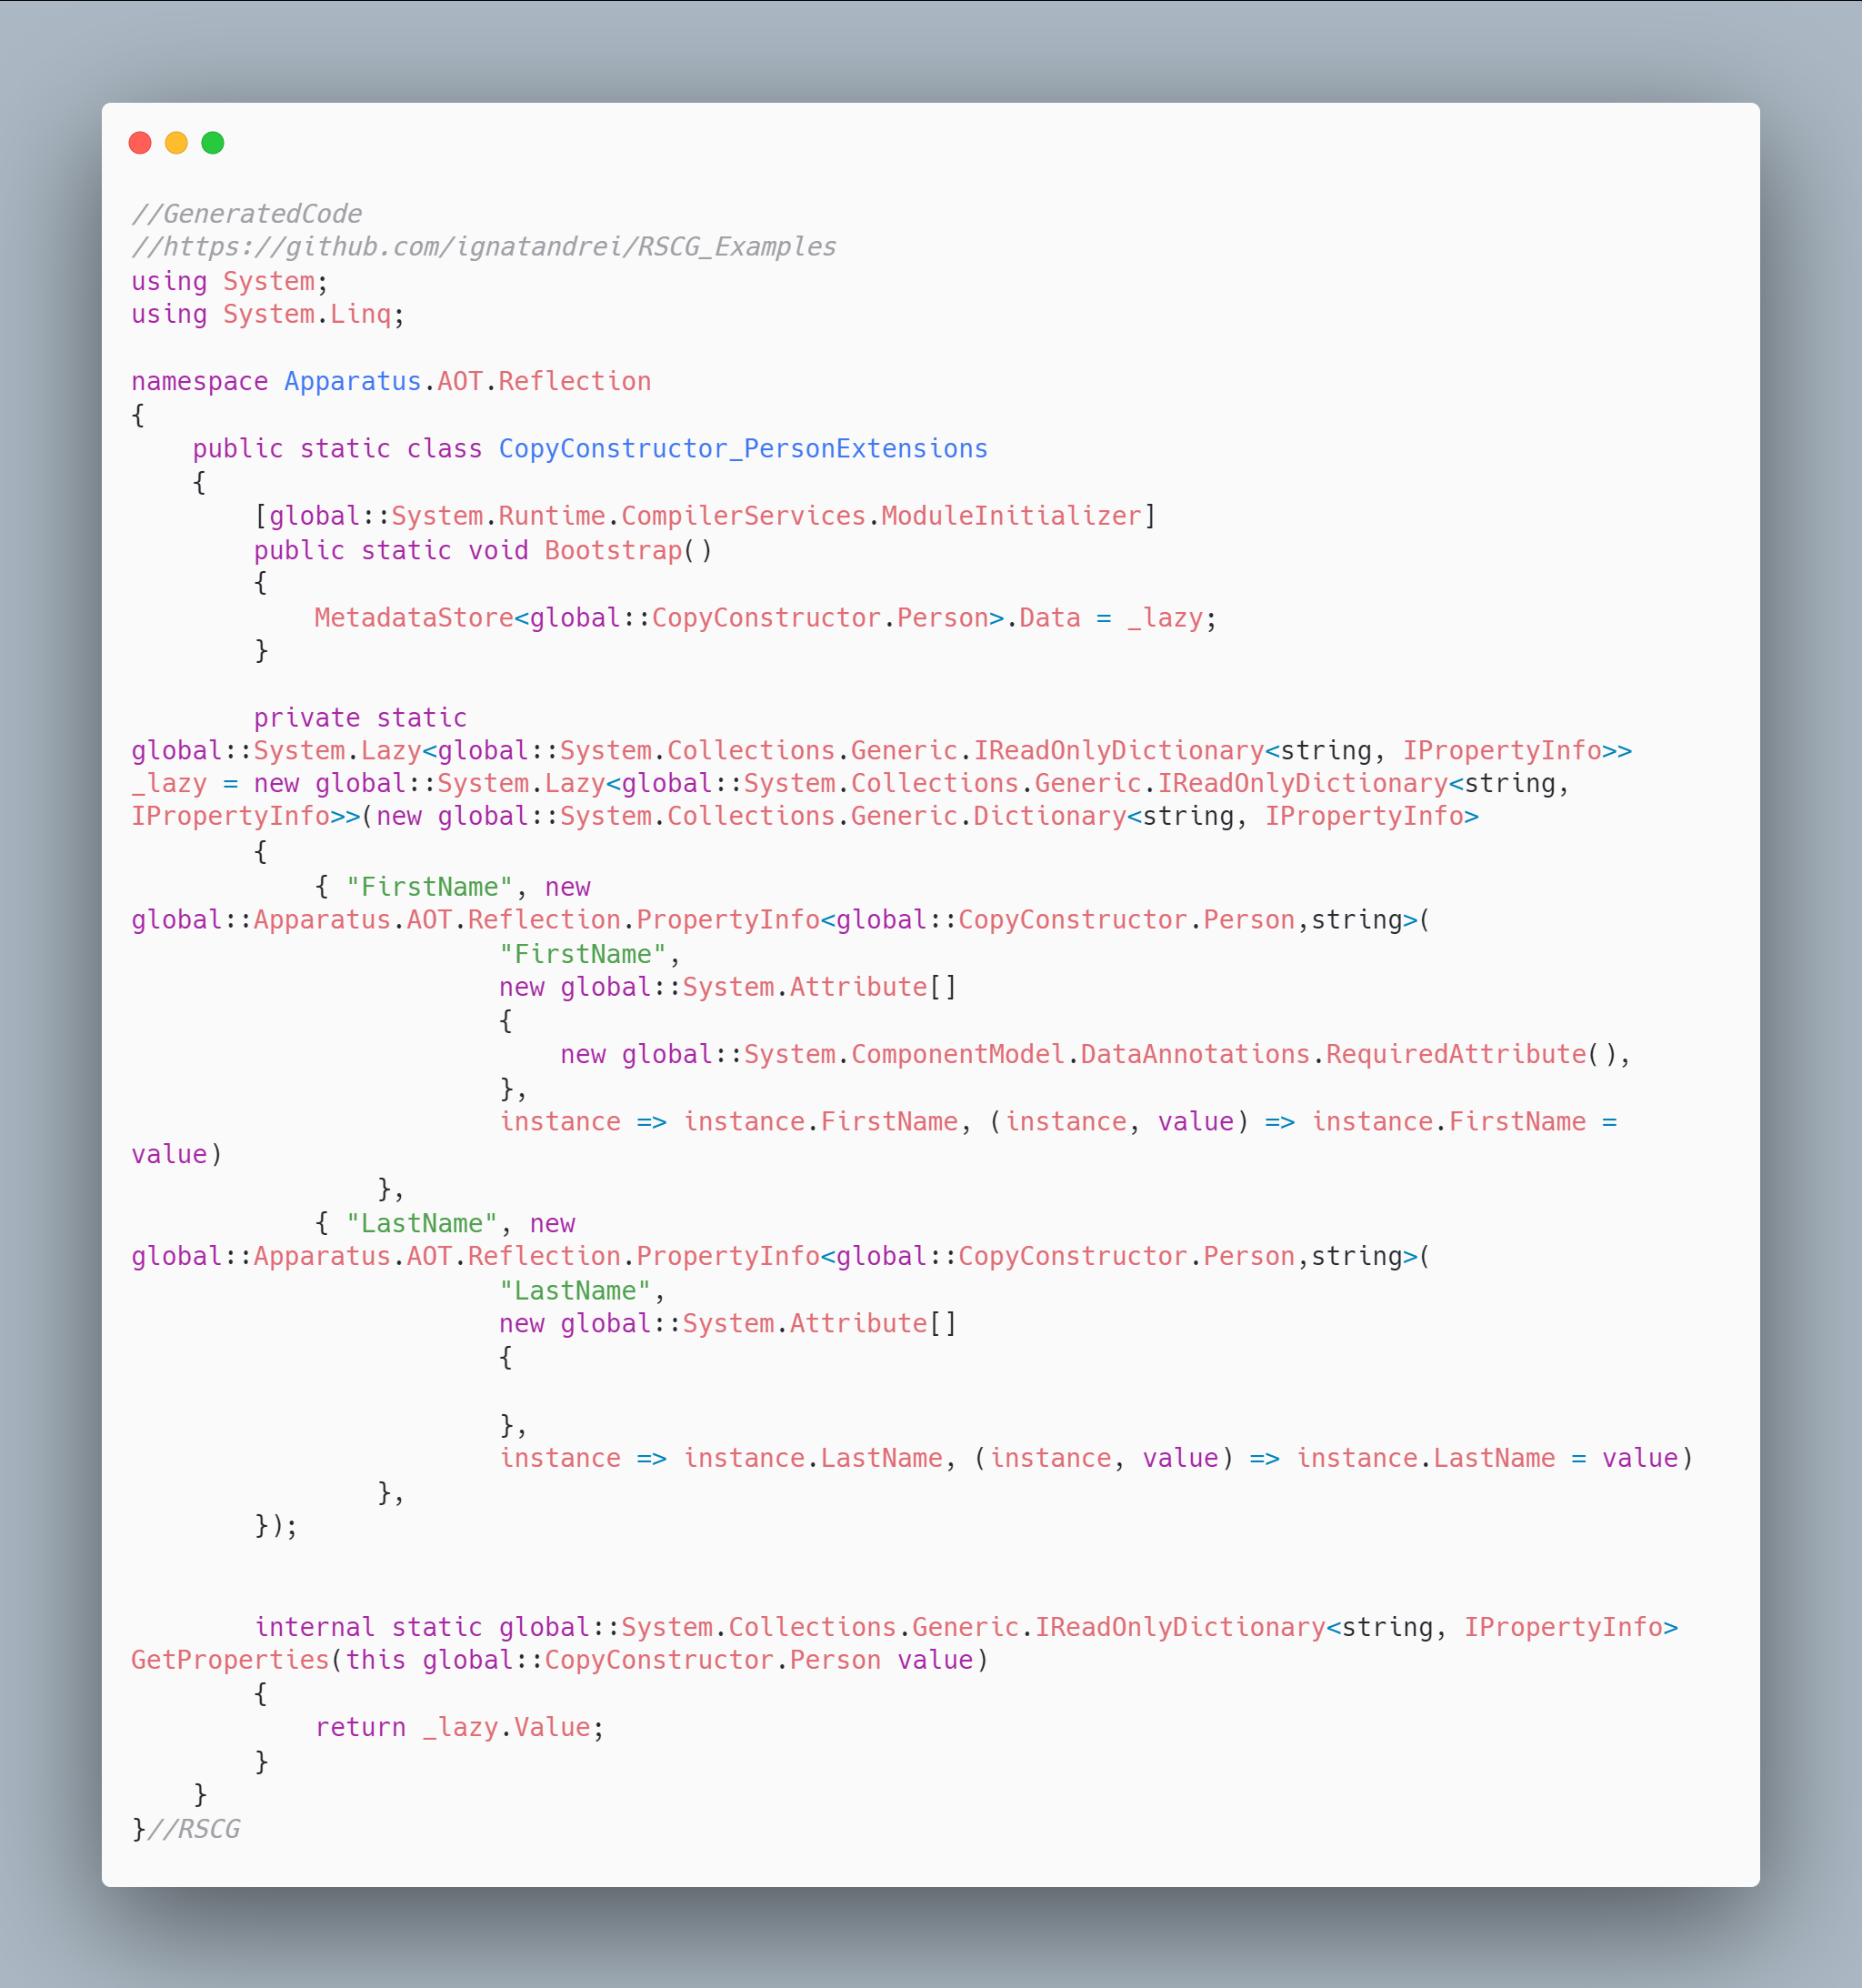 //GeneratedCode
//https://github.com/ignatandrei/RSCG_Examples
using System;
using System.Linq;

namespace Apparatus.AOT.Reflection
{
    public static class CopyConstructor_PersonExtensions
    {
        [global::System.Runtime.CompilerServices.ModuleInitializer]
        public static void Bootstrap()
        {
            MetadataStore<global::CopyConstructor.Person>.Data = _lazy;
        }

        private static
global::System.Lazy<global::System.Collections.Generic.IReadOnlyDictionary<string, IPropertyInfo>>
_lazy = new global::System.Lazy<global::System.Collections.Generic.IReadOnlyDictionary<string,
IPropertyInfo>>(new global::System.Collections.Generic.Dictionary<string, IPropertyInfo>
        {
            { "FirstName", new
global::Apparatus.AOT.Reflection.PropertyInfo<global::CopyConstructor.Person,string>(
                        "FirstName",
                        new global::System.Attribute[]
                        {
                            new global::System.ComponentModel.DataAnnotations.RequiredAttribute(),
                        },
                        instance => instance.FirstName, (instance, value) => instance.FirstName =
value)
                },
            { "LastName", new
global::Apparatus.AOT.Reflection.PropertyInfo<global::CopyConstructor.Person,string>(
                        "LastName",
                        new global::System.Attribute[]
                        {

                        },
                        instance => instance.LastName, (instance, value) => instance.LastName = value)
                },
        });


        internal static global::System.Collections.Generic.IReadOnlyDictionary<string, IPropertyInfo>
GetProperties(this global::CopyConstructor.Person value)
        {
            return _lazy.Value;
        }
    }
}//RSCG